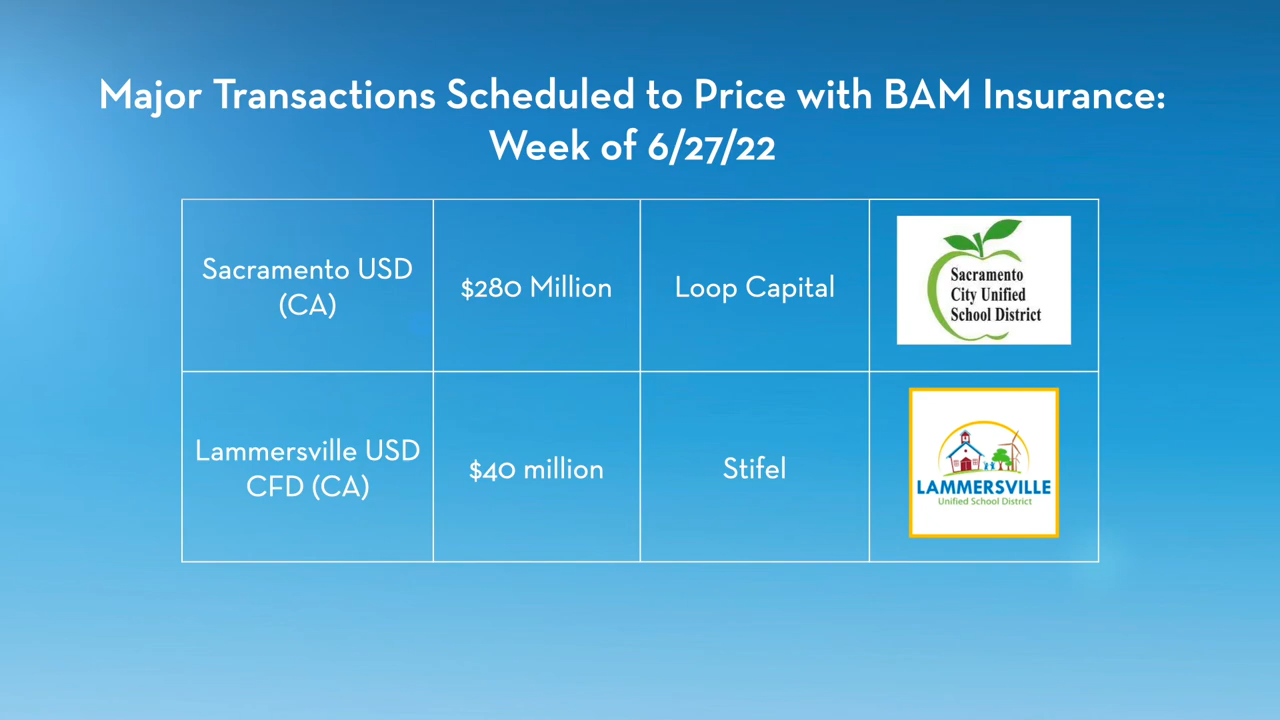 Major Transactions Scheduled to Price with BAM Insurance:
Week of 6/27/22
Sacramento USD
(CA)
$280 Million
Loop Capital
Sacramento
City Unified
School District
Lammersville USD
CFD (CA)
$40 million
Stifel
LAMMERSVILLE
Unified School District